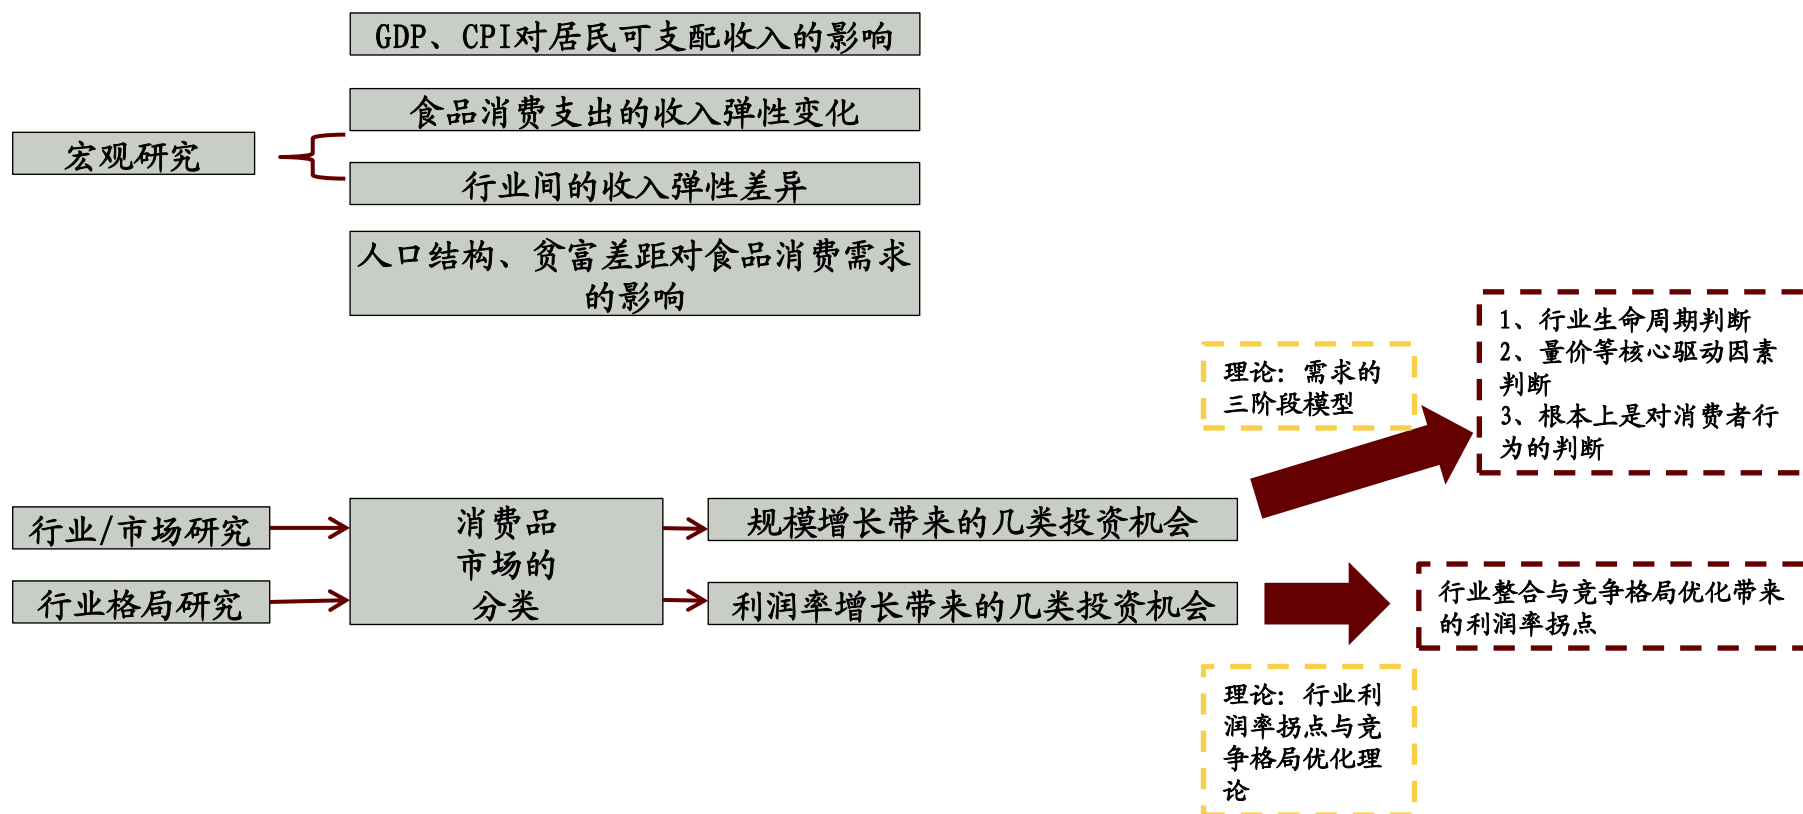 GDP、CPI对居民可支配收入的影响
食品消费支出的收入弹性变化
宏观研究
行业间的收入弹性差异
人口结构、贫富差距对食品消费需求
的影响
1、行业生命周期判断
2、量价等核心驱动因素
判断
3、根本上是对消费者行
为的判断
理论：需求的
三阶段模型
行业/市场研究
行业格局研究
消费品
市场的
分类
规模增长带来的几类投资机会
利润率增长带来的几类投资机会
行业整合与竞争格局优化带来
的利润率拐点
理论：行业利
润率拐点与竞
争格局优化理
论